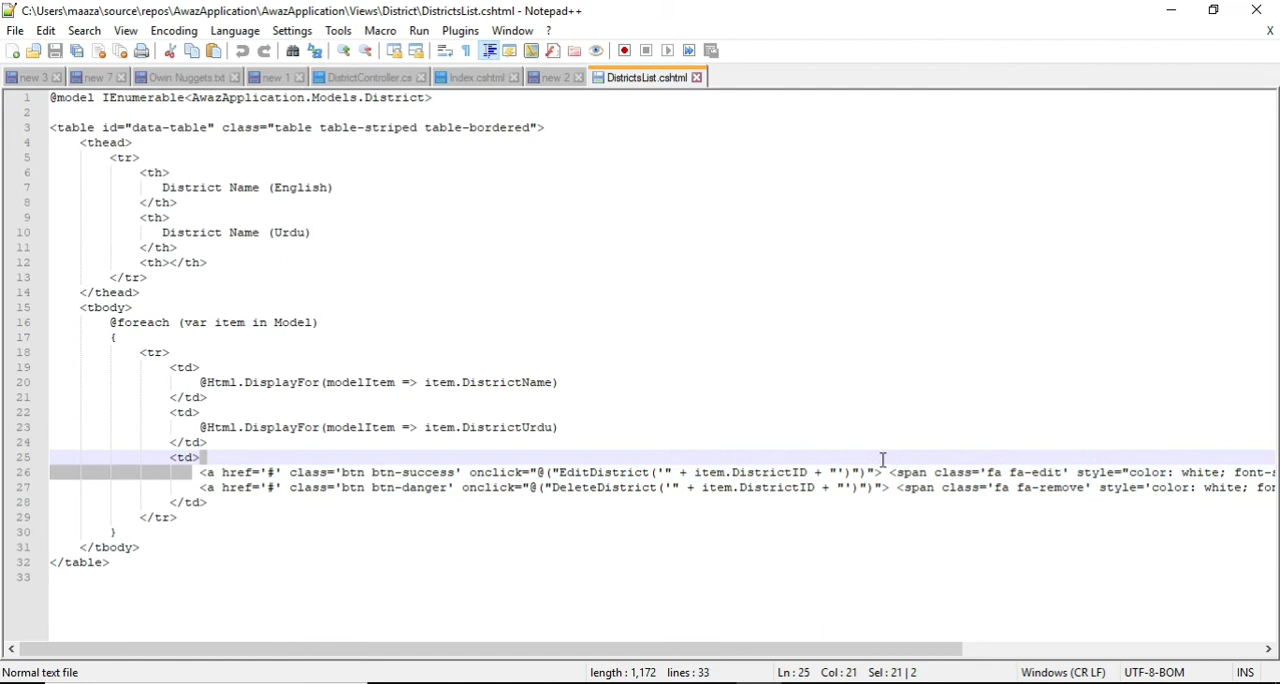 C:\Users\maaza\source\repos\AwazApplication\AwazApplication\Views\District\DistrictsList.cshtml - Notepad++
File Edit Search View Encoding Language Settings Tools Macro Run Plugins Window ? X
new 3 new 7 Own Nuggets.txt new 1 DistrictController.cs Index.cshtml new 2 DistrictsList.cshtml
1 @model IEnumerable<AwazApplication.Models.District>
2
3 <table id="data-table" class="table table-striped table-bordered">
4 <thead>
5 <tr>
6 <th>
7 District Name (English)
8 </th>
9 <th>
10 District Name (Urdu)
11 </th>
12 <th></th>
13 </tr>
14 </thead>
15 <tbody>
16 @foreach (var item in Model)
17 {
18 <tr>
19 <td>
20 @Html.DisplayFor(modelItem => item.DistrictName)
21 </td>
22 <td>
23 @Html.DisplayFor(modelItem => item.DistrictUrdu)
24 </td>
25 <td>
26 <a href='#' class='btn btn-success' onclick="@("EditDistrict('" + item.DistrictID + "')")"> <span class='fa fa-edit' style="color: white; font-s
27 <a href='#' class='btn btn-danger' onclick="@("DeleteDistrict('" + item.DistrictID + "')")"> <span class='fa fa-remove' style='color: white; fo
28 </td>
29 </tr>
30 }
31 </tbody>
32 </table>
33
Normal text file length : 1,172 lines : 33 Ln : 25 Col : 21 Sel : 21 | 2 Windows (CR LF) UTF-8-BOM INS